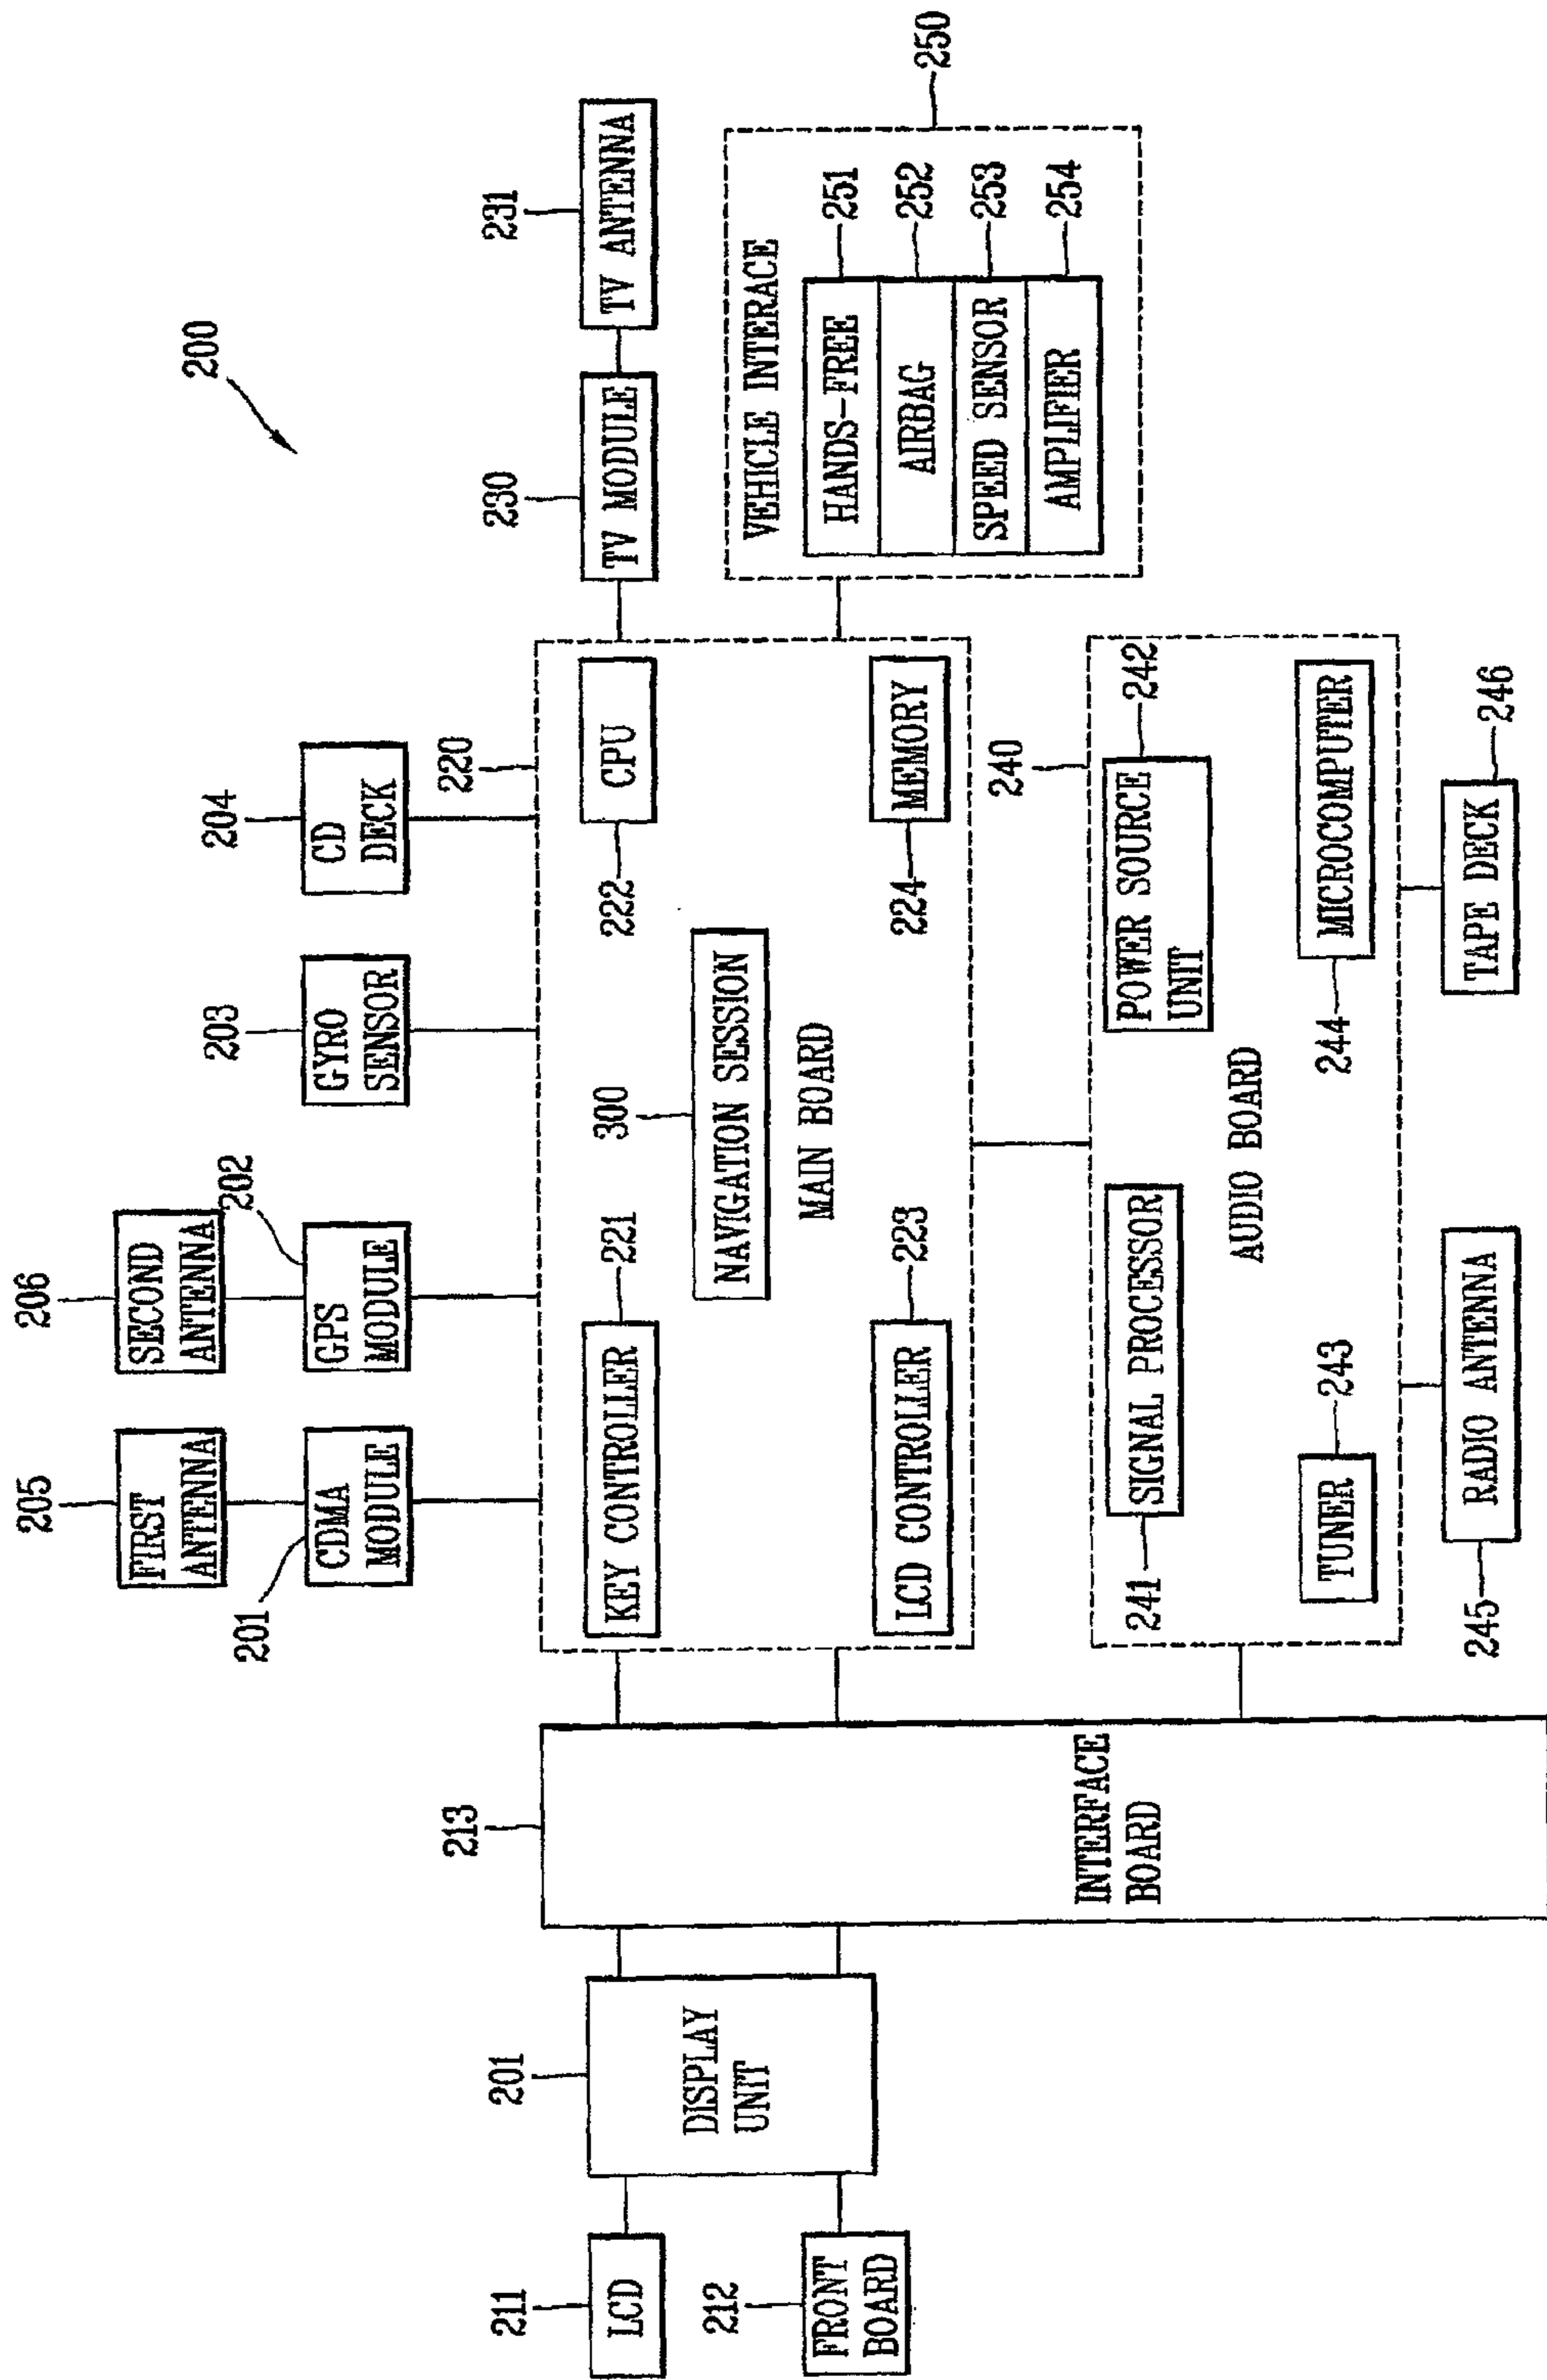 200
205
206
FIRST
ANTENNA
SECOND
ANTENNA
202
203
204
201
CDMA
MODULE
GPS
MODULE
GYRO
SENSOR
CD
DECK
220
211
LCD
212
FRONT
BOARD
201
DISPLAY
UNIT
213
INTERFACE
BOARD
KEY CONTROLLER
221
300
NAVIGATION SESSION
222
CPU
MAIN BOARD
LCD CONTROLLER
223
224
MEMORY
230
TV MODULE
231
TV ANTENNA
VEHICLE INTERACE
HANDS-FREE
251
AIRBAG
252
SPEED SENSOR
253
AMPLIFIER
254
250
240
241
SIGNAL PROCESSOR
POWER SOURCE
UNIT
242
AUDIO BOARD
TUNER
243
244
MICROCOMPUTER
245
RADIO ANTENNA
TAPE DECK
246